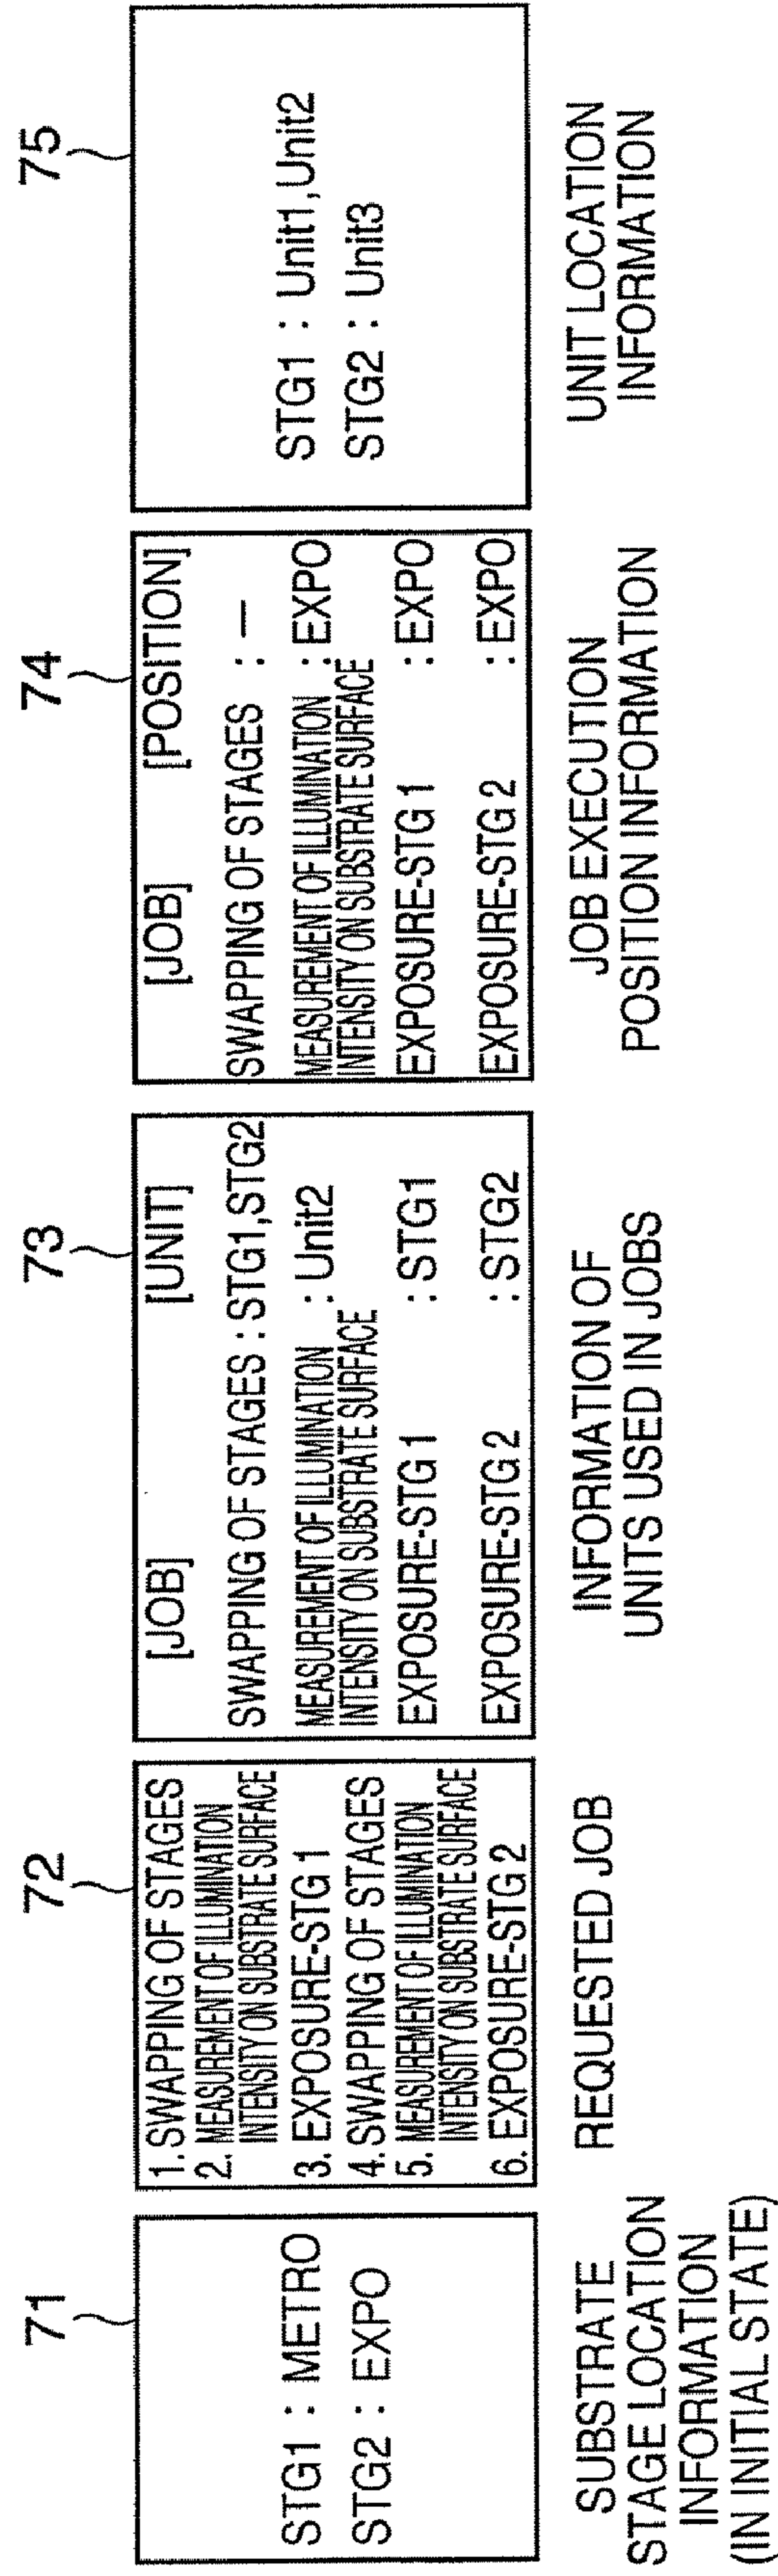 71
STG1 : METRO
STG2 : EXPO
SUBSTRATE
STAGE LOCATION
INFORMATION
(IN INITIAL STATE)
72
1. SWAPPING OF STAGES
2. MEASUREMENT OF ILLUMINATION
INTENSITY ON SUBSTRATE SURFACE
3. EXPOSURE-STG 1
4. SWAPPING OF STAGES
5. MEASUREMENT OF ILLUMINATION
INTENSITY ON SUBSTRATE SURFACE
6. EXPOSURE-STG 2
REQUESTED JOB
73
[JOB] [UNIT]
SWAPPING OF STAGES : STG1,STG2
MEASUREMENT OF ILLUMINATION : Unit2
INTENSITY ON SUBSTRATE SURFACE
EXPOSURE-STG 1 : STG1
EXPOSURE-STG 2 : STG2
INFORMATION OF
UNITS USED IN JOBS
74
[JOB] [POSITION]
SWAPPING OF STAGES : —
MEASUREMENT OF ILLUMINATION : EXPO
INTENSITY ON SUBSTRATE SURFACE
EXPOSURE-STG 1 : EXPO
EXPOSURE-STG 2 : EXPO
JOB EXECUTION
POSITION INFORMATION
75
STG1 : Unit1,Unit2
STG2 : Unit3
UNIT LOCATION
INFORMATION